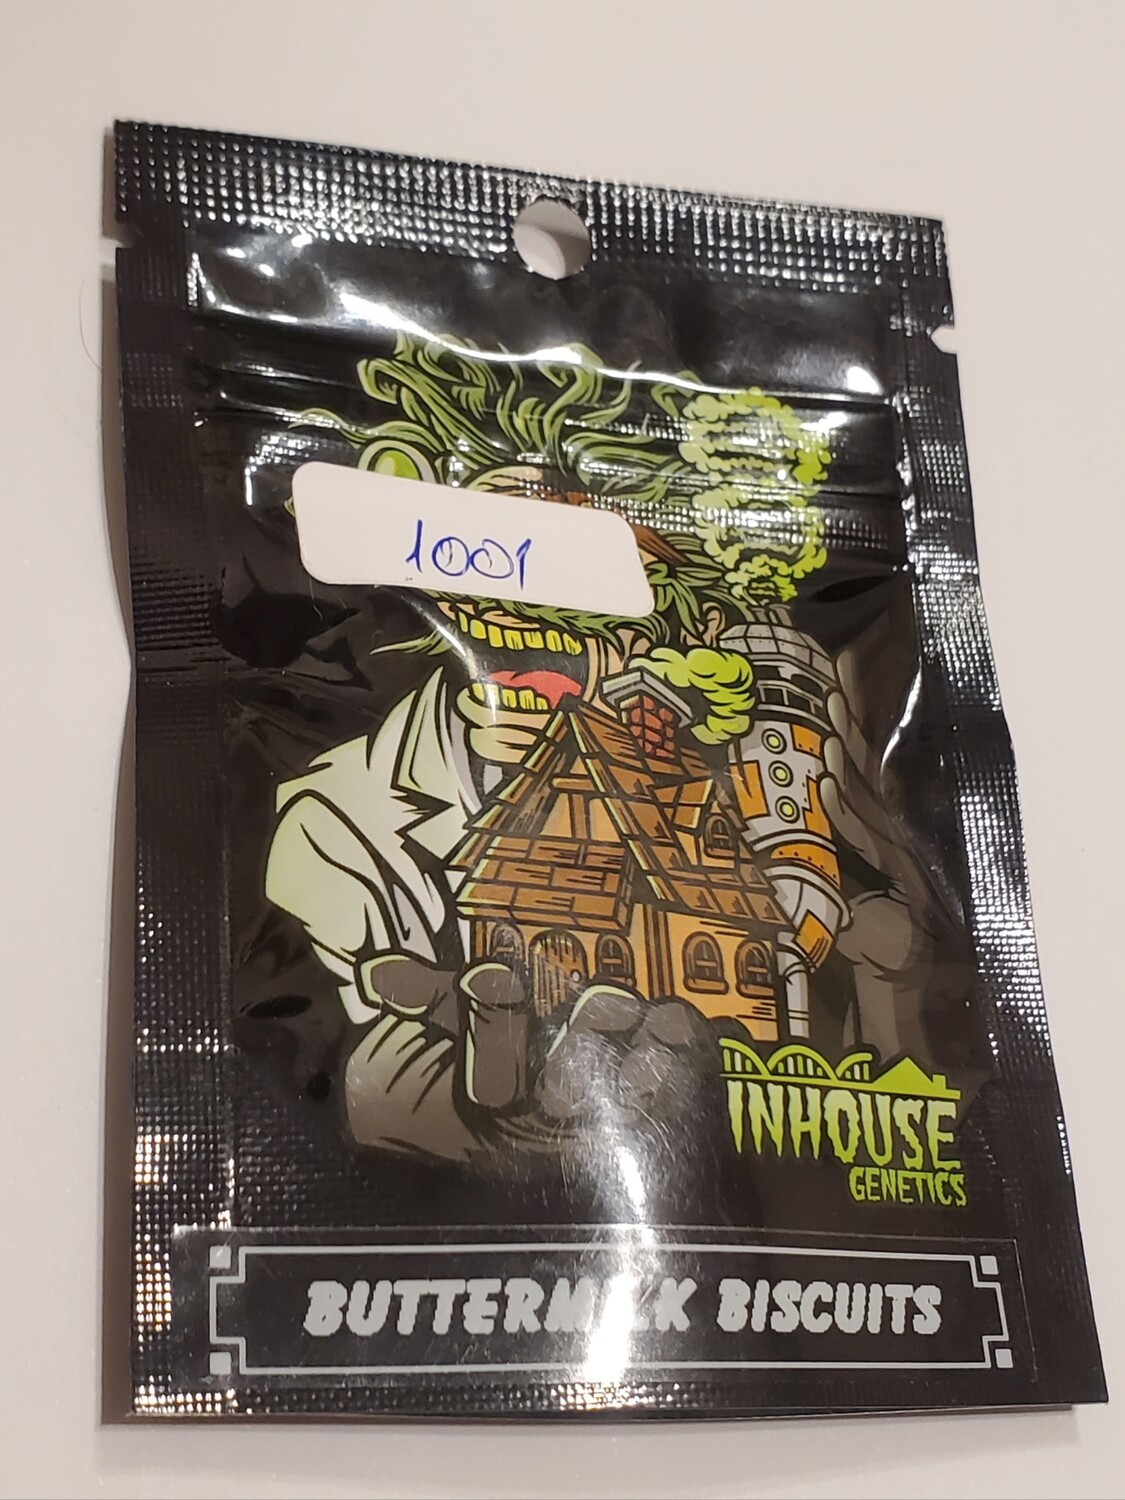 1001
INHOUSE
GENETICS
BUTTERMILK BISCUITS